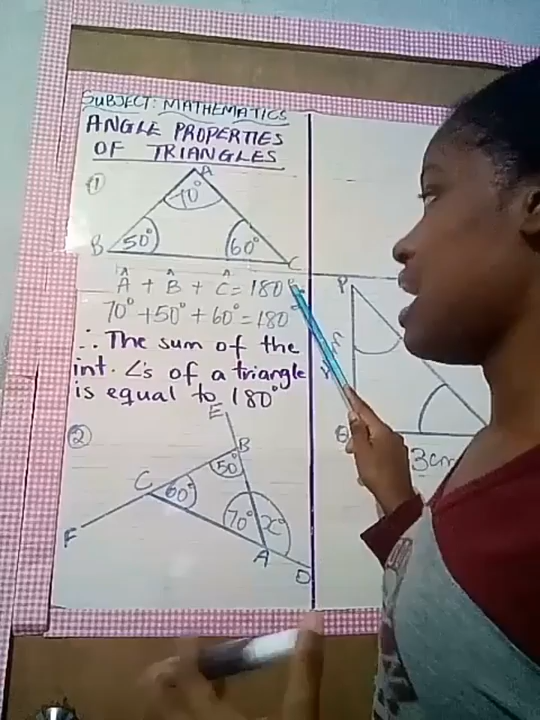 SUBJECT: MATHEMATICS
ANGLE PROPERTIES
OF TRIANGLES
①
A
70°
B 50° 60° C
Â + B̂ + Ĉ = 180°
70° + 50° + 60° = 180°
∴ The sum of the
int. ∠'s of a triangle
is equal to 180°
②
E
B
50°
C 60°
70° x°
F
A
D
P
3cm